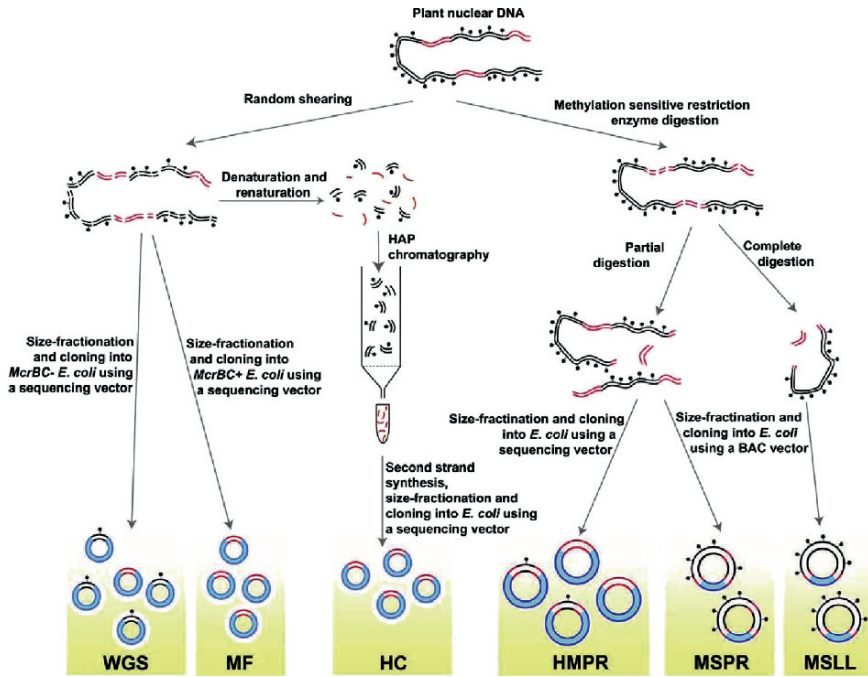 Plant nuclear DNA
Random shearing
Methylation sensitive restriction
enzyme digestion
Denaturation and
renaturation
HAP
chromatography
Partial
digestion
Complete
digestion
Size-fractionation
and cloning into
McrBC- E. coli using
a sequencing vector
Size-fractionation
and cloning into
McrBC+ E. coli using
a sequencing vector
Second strand
synthesis,
size-fractionation and
cloning into E. coli using
a sequencing vector
Size-fractination and cloning
into E. coli using a
sequencing vector
Size-fractination and
cloning into E. coli
using a BAC vector
WGS
MF
HC
HMPR
MSPR
MSLL